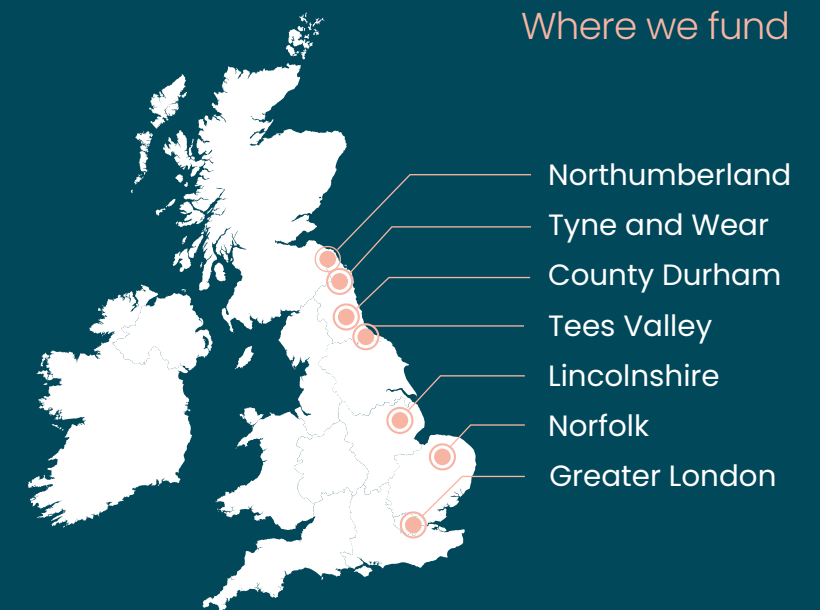 Where we fund
Northumberland
Tyne and Wear
County Durham
Tees Valley
Lincolnshire
Norfolk
Greater London